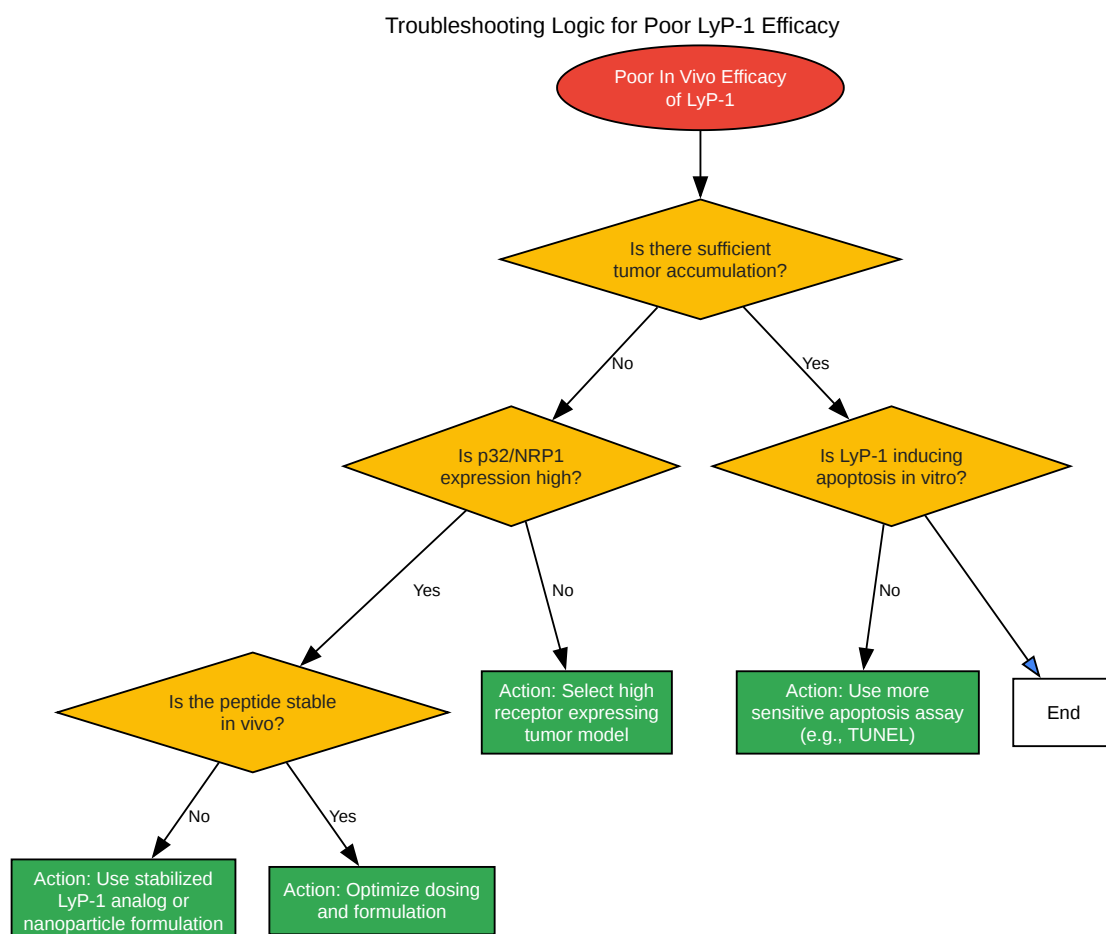 Troubleshooting Logic for Poor LyP-1 Efficacy
Poor In Vivo Efficacy
of LyP-1
Is there sufficient
tumor accumulation?
No
Yes
Is p32/NRP1
expression high?
Is LyP-1 inducing
apoptosis in vitro?
Yes
No
No
Is the peptide stable
in vivo?
Action: Select high
receptor expressing
tumor model
Action: Use more
sensitive apoptosis assay
(e.g., TUNEL)
End
No
Yes
Action: Use stabilized
LyP-1 analog or
nanoparticle formulation
Action: Optimize dosing
and formulation